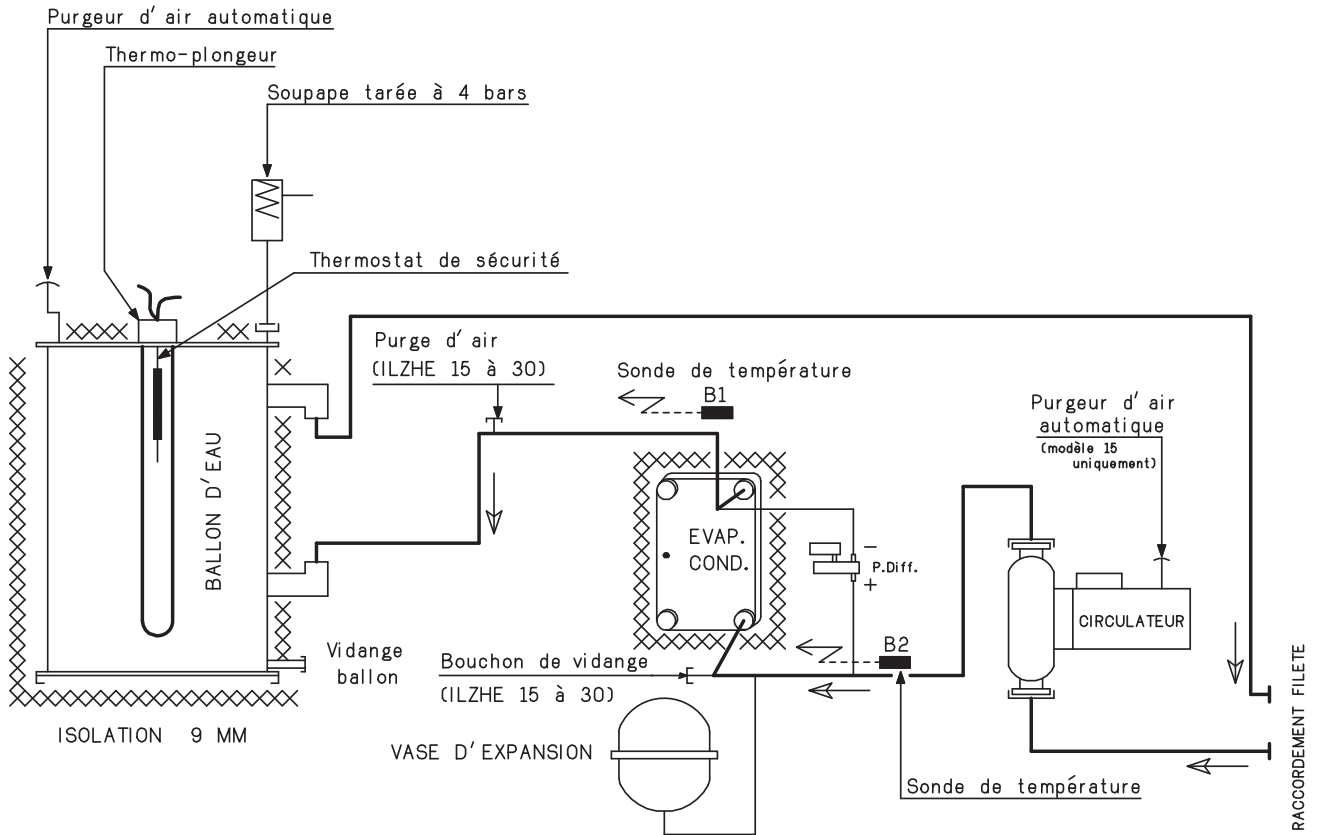 Purgeur d'air automatique
Thermo-plongeur
Soupape tarée à 4 bars
Thermostat de sécurité
Purge d'air
(ILZHE 15 à 30)
Sonde de température
B1
Purgeur d'air
automatique
(modèle 15
uniquement)
BALLON D'EAU
EVAP.
COND.
–
P.Diff.
+
CIRCULATEUR
B2
Vidange
ballon
Bouchon de vidange
(ILZHE 15 à 30)
ISOLATION 9 MM
VASE D'EXPANSION
Sonde de température
RACCORDEMENT FILETE